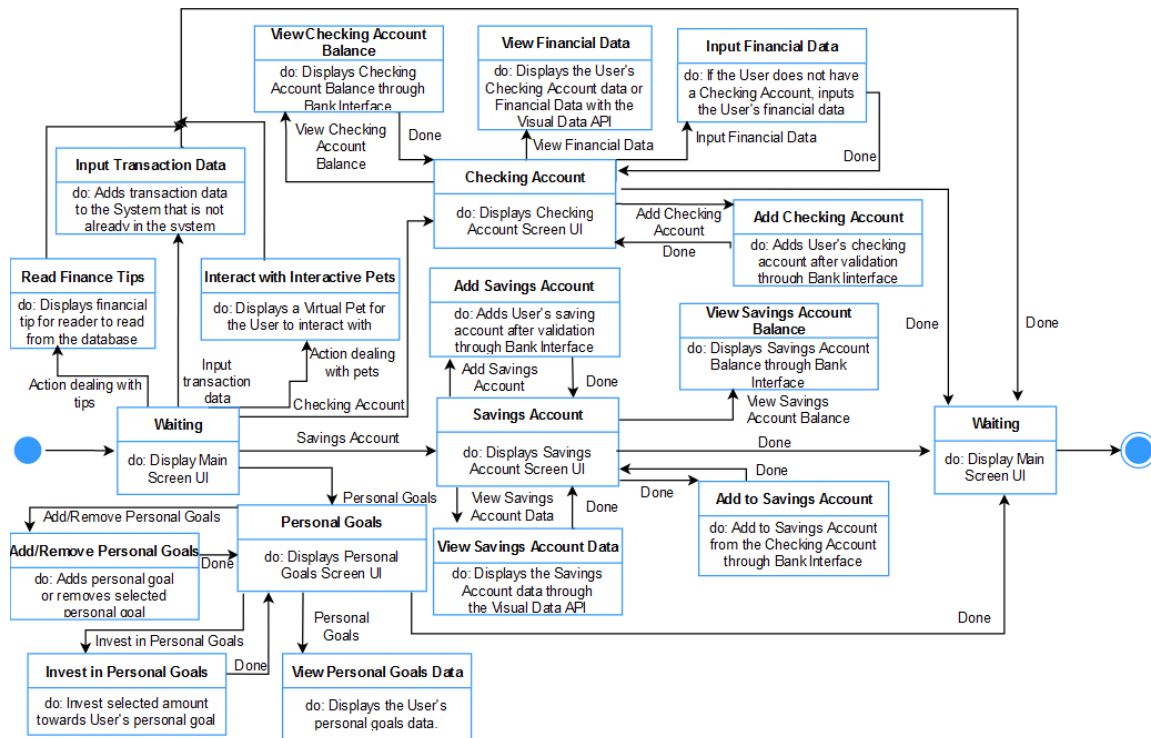 View Checking Account
Balance
do: Displays Checking
Account Balance through
Bank Interface
View Financial Data
do: Displays the User's
Checking Account data or
Financial Data with the
Visual Data API
Input Financial Data
do: If the User does not have
a Checking Account, inputs
the User's financial data
View Checking
Account
Balance
Done
View Financial Data
Input Financial Data
Done
Input Transaction Data
do: Adds transaction data
to the System that is not
already in the system
Checking Account
do: Displays Checking
Account Screen UI
Add Checking
Account
Done
Add Checking Account
do: Adds User's checking
account after validation
through Bank Interface
Read Finance Tips
do: Displays financial
tip for reader to read
from the database
Interact with Interactive Pets
do: Displays a Virtual Pet for
the User to interact with
Add Savings Account
do: Adds User's saving
account after validation
through Bank Interface
View Savings Account
Balance
do: Displays Savings Account
Balance through Bank
Interface
Done
Done
Action dealing with
tips
Input
transaction
data
Action dealing
with pets
Checking Account
Add Savings
Account
Done
View Savings
Account Balance
Waiting
do: Display Main
Screen UI
Savings Account
Savings Account
do: Displays Savings
Account Screen UI
Done
Waiting
do: Display Main
Screen UI
Personal Goals
View Savings
Account Data
Done
Done
Done
Add to Savings Account
do: Add to Savings Account
from the Checking Account
through Bank Interface
Add/Remove Personal Goals
Personal Goals
do: Displays Personal
Goals Screen UI
Add/Remove Personal Goals
do: Adds personal goal
or removes selected
personal goal
Done
View Savings Account Data
do: Displays the Savings
Account data through
the Visual Data API
Invest in Personal Goals
Personal
Goals
Done
Done
Invest in Personal Goals
do: Invest selected amount
towards User's personal goal
View Personal Goals Data
do: Displays the User's
personal goals data.